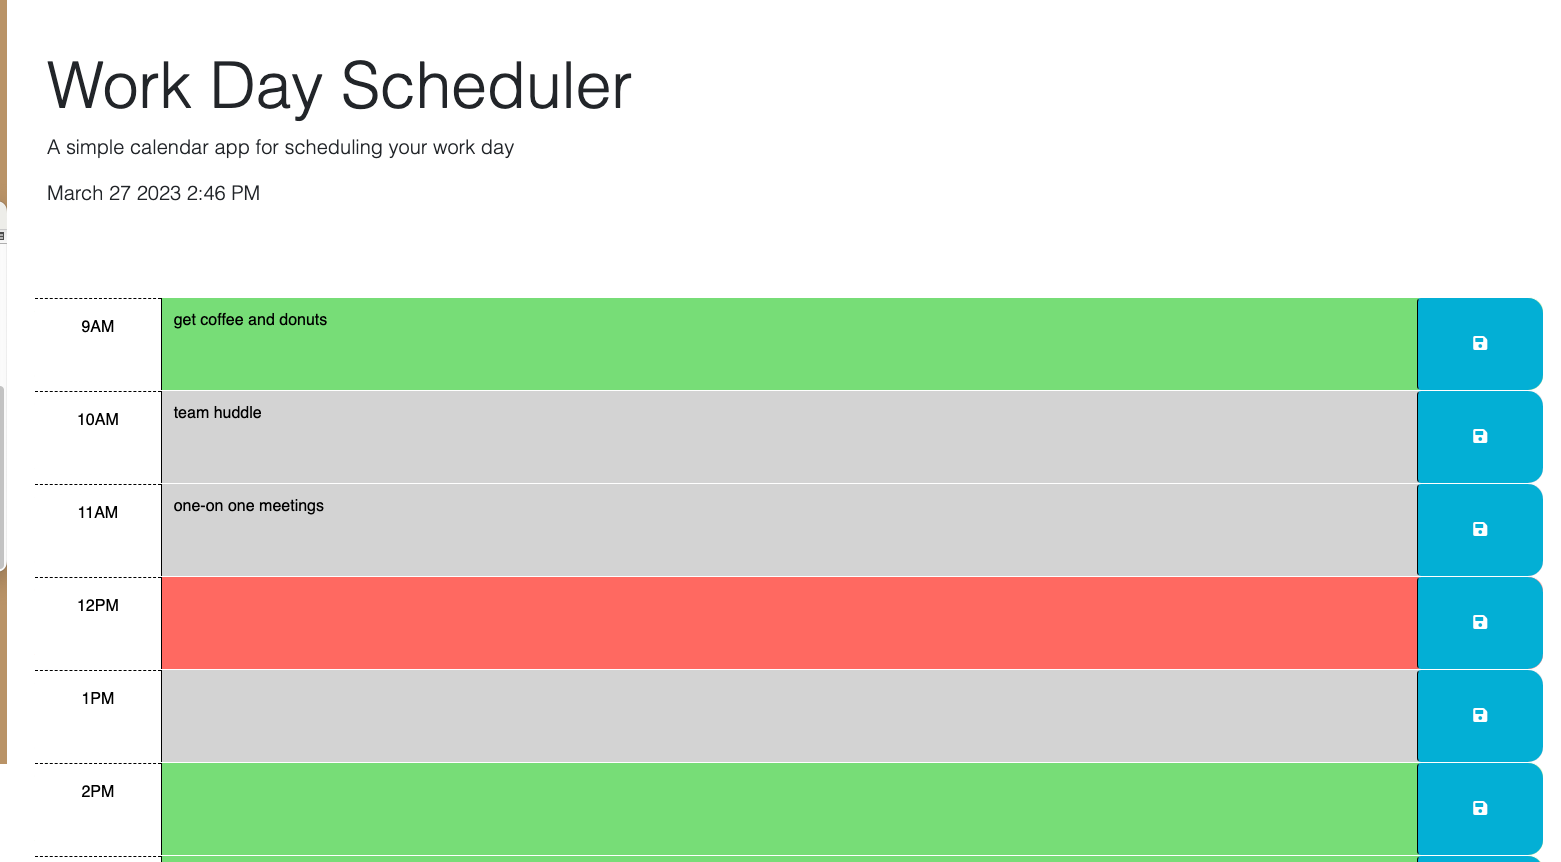 Work Day Scheduler
A simple calendar app for scheduling your work day
March 27 2023 2:46 PM
9AM
get coffee and donuts
10AM
team huddle
11AM
one-on one meetings
12PM
1PM
2PM